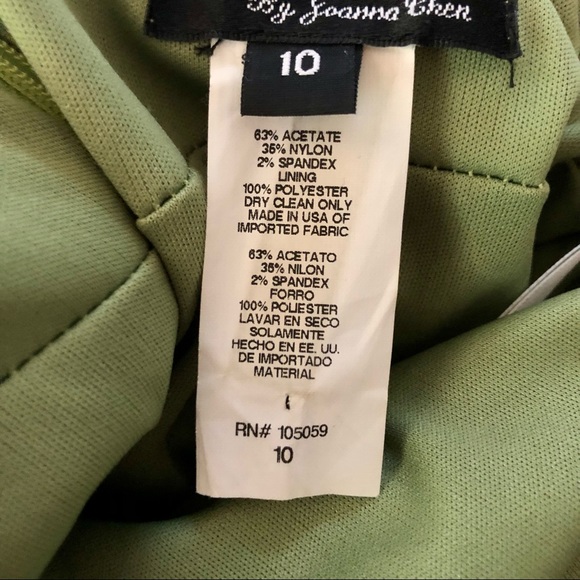 By Joanna Chen
10
63% ACETATE
35% NYLON
2% SPANDEX
LINING
100% POLYESTER
DRY CLEAN ONLY
MADE IN USA OF
IMPORTED FABRIC
63% ACETATO
35% NILON
2% SPANDEX
FORRO
100% POLIESTER
LAVAR EN SECO
SOLAMENTE
HECHO EN EE. UU.
DE IMPORTADO
MATERIAL
RN# 105059
10